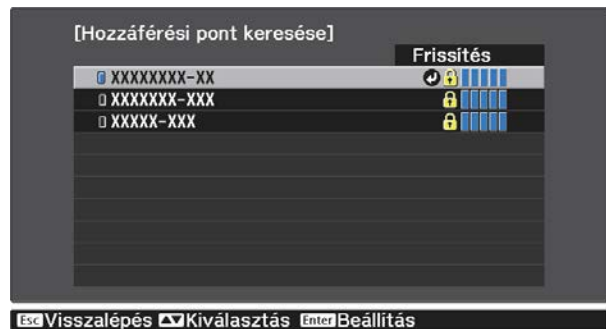 [Hozzáférési pont keresése]
Frissítés
XXXXXXXX-XX
XXXXXXX-XXX
XXXXX-XXX
Esc Visszalépés Kiválasztás Enter Beállítás